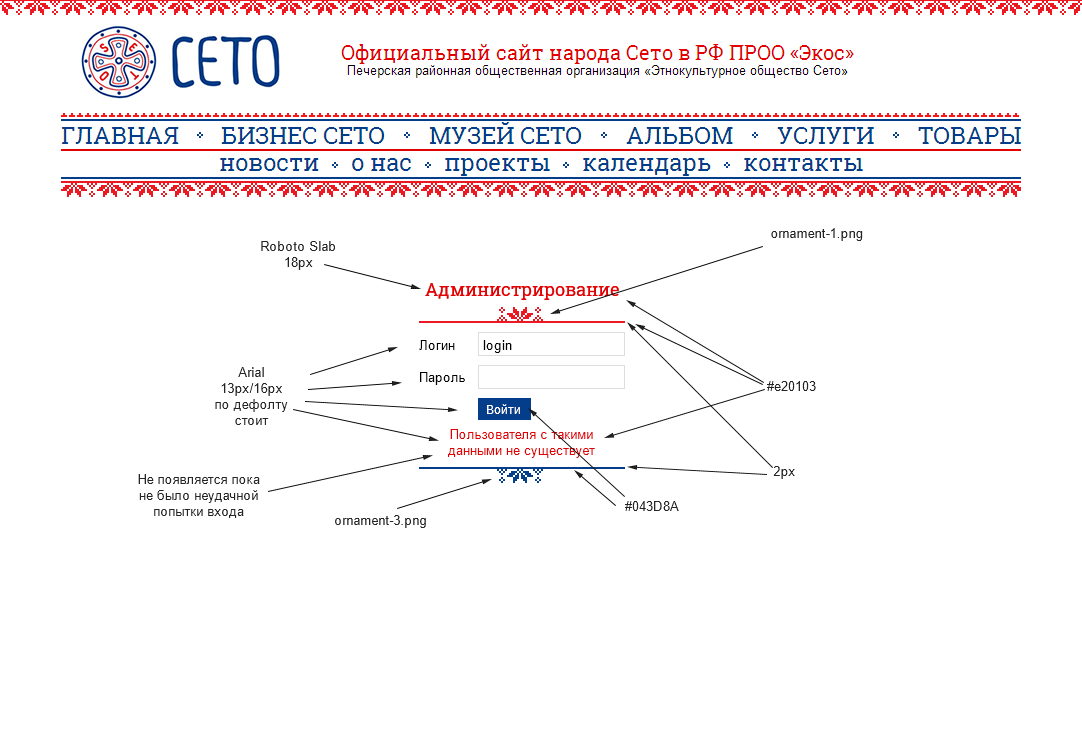 SETO
СЕТО
Официальный сайт народа Сето в РФ ПРОО «Экос»
Печерская районная общественная организация «Этнокультурное общество Сето»
ГЛАВНАЯ БИЗНЕС СЕТО МУЗЕЙ СЕТО АЛЬБОМ УСЛУГИ ТОВАРЫ
новости о нас проекты календарь контакты
ornament-1.png
Roboto Slab
18px
Администрирование
Логин login
Arial
13px/16px
по дефолту
стоит
Пароль
#e20103
Войти
Пользователя с такими
данными не существует
2px
Не появляется пока
не было неудачной
попытки входа
#043D8A
ornament-3.png